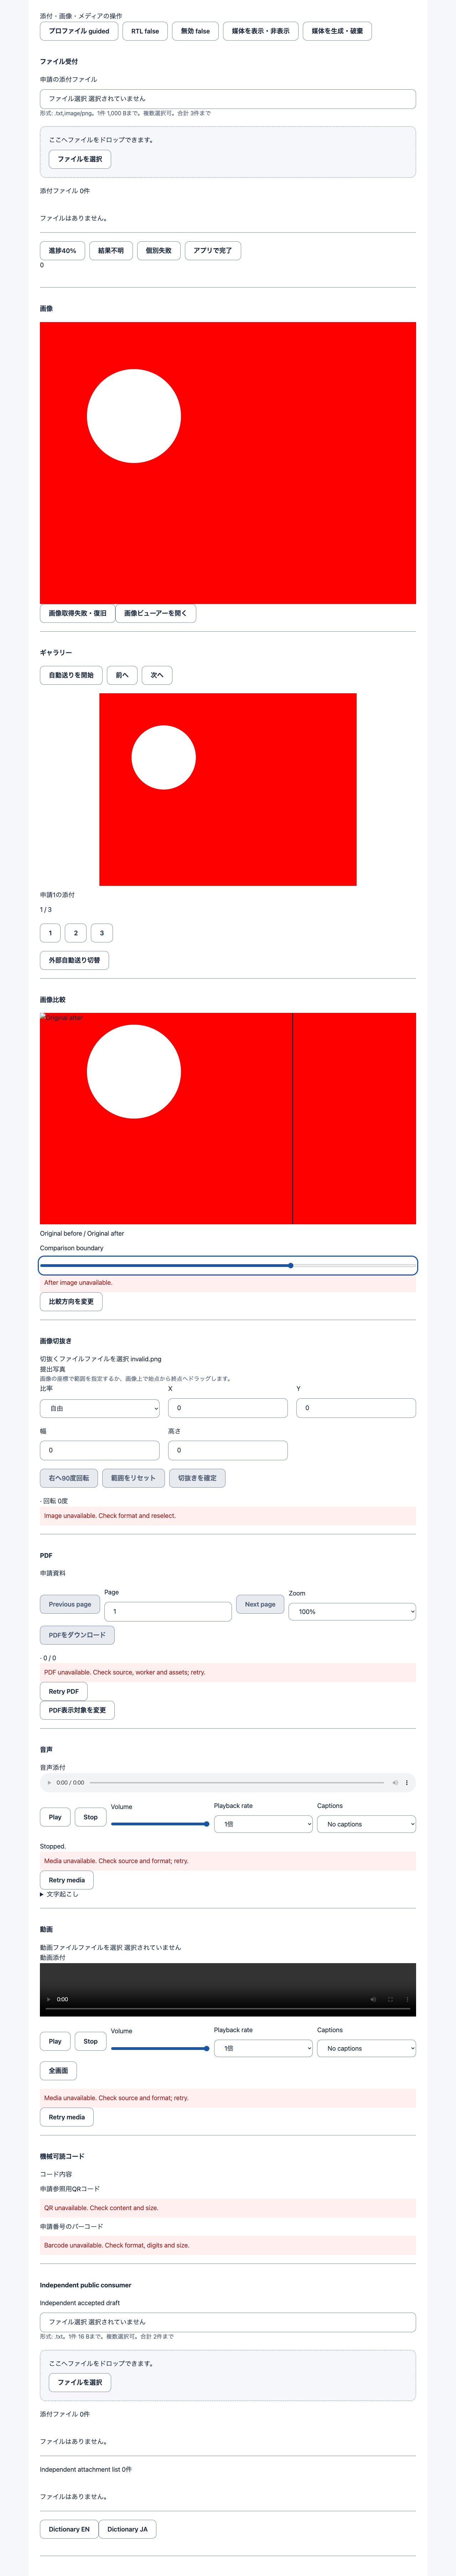 添付・画像・メディアの操作
プロファイル guided RTL false 無効 false 媒体を表示・非表示 媒体を生成・破棄
ファイル受付
申請の添付ファイル
ファイル選択 選択されていません
形式: .txt,image/png。1件 1,000 Bまで。複数選択可。合計 3件まで
ここへファイルをドロップできます。
ファイルを選択
添付ファイル 0件
ファイルはありません。
進捗40% 結果不明 個別失敗 アプリで完了
0
画像
画像取得失敗・復旧 画像ビューアーを開く
ギャラリー
自動送りを開始 前へ 次へ
申請1の添付
1 / 3
1 2 3
外部自動送り切替
画像比較
Original after
Original before / Original after
Comparison boundary
After image unavailable.
比較方向を変更
画像切抜き
切抜くファイルファイルを選択 invalid.png
提出写真
画像の座標で範囲を指定するか、画像上で始点から終点へドラッグします。
比率 X Y
自由 0 0
幅 高さ
0 0
右へ90度回転 範囲をリセット 切抜きを確定
· 回転 0度
Image unavailable. Check format and reselect.
PDF
申請資料
Page Zoom
Previous page 1 Next page 100%
PDFをダウンロード
· 0 / 0
PDF unavailable. Check source, worker and assets; retry.
Retry PDF
PDF表示対象を変更
音声
音声添付
0:00 / 0:00
Volume Playback rate Captions
Play Stop 1倍 No captions
Stopped.
Media unavailable. Check source and format; retry.
Retry media
文字起こし
動画
動画ファイルファイルを選択 選択されていません
動画添付
0:00
Volume Playback rate Captions
Play Stop 1倍 No captions
全画面
Media unavailable. Check source and format; retry.
Retry media
機械可読コード
コード内容
申請参照用QRコード
QR unavailable. Check content and size.
申請番号のバーコード
Barcode unavailable. Check format, digits and size.
Independent public consumer
Independent accepted draft
ファイル選択 選択されていません
形式: .txt。1件 16 Bまで。複数選択可。合計 2件まで
ここへファイルをドロップできます。
ファイルを選択
添付ファイル 0件
ファイルはありません。
Independent attachment list 0件
ファイルはありません。
Dictionary EN Dictionary JA